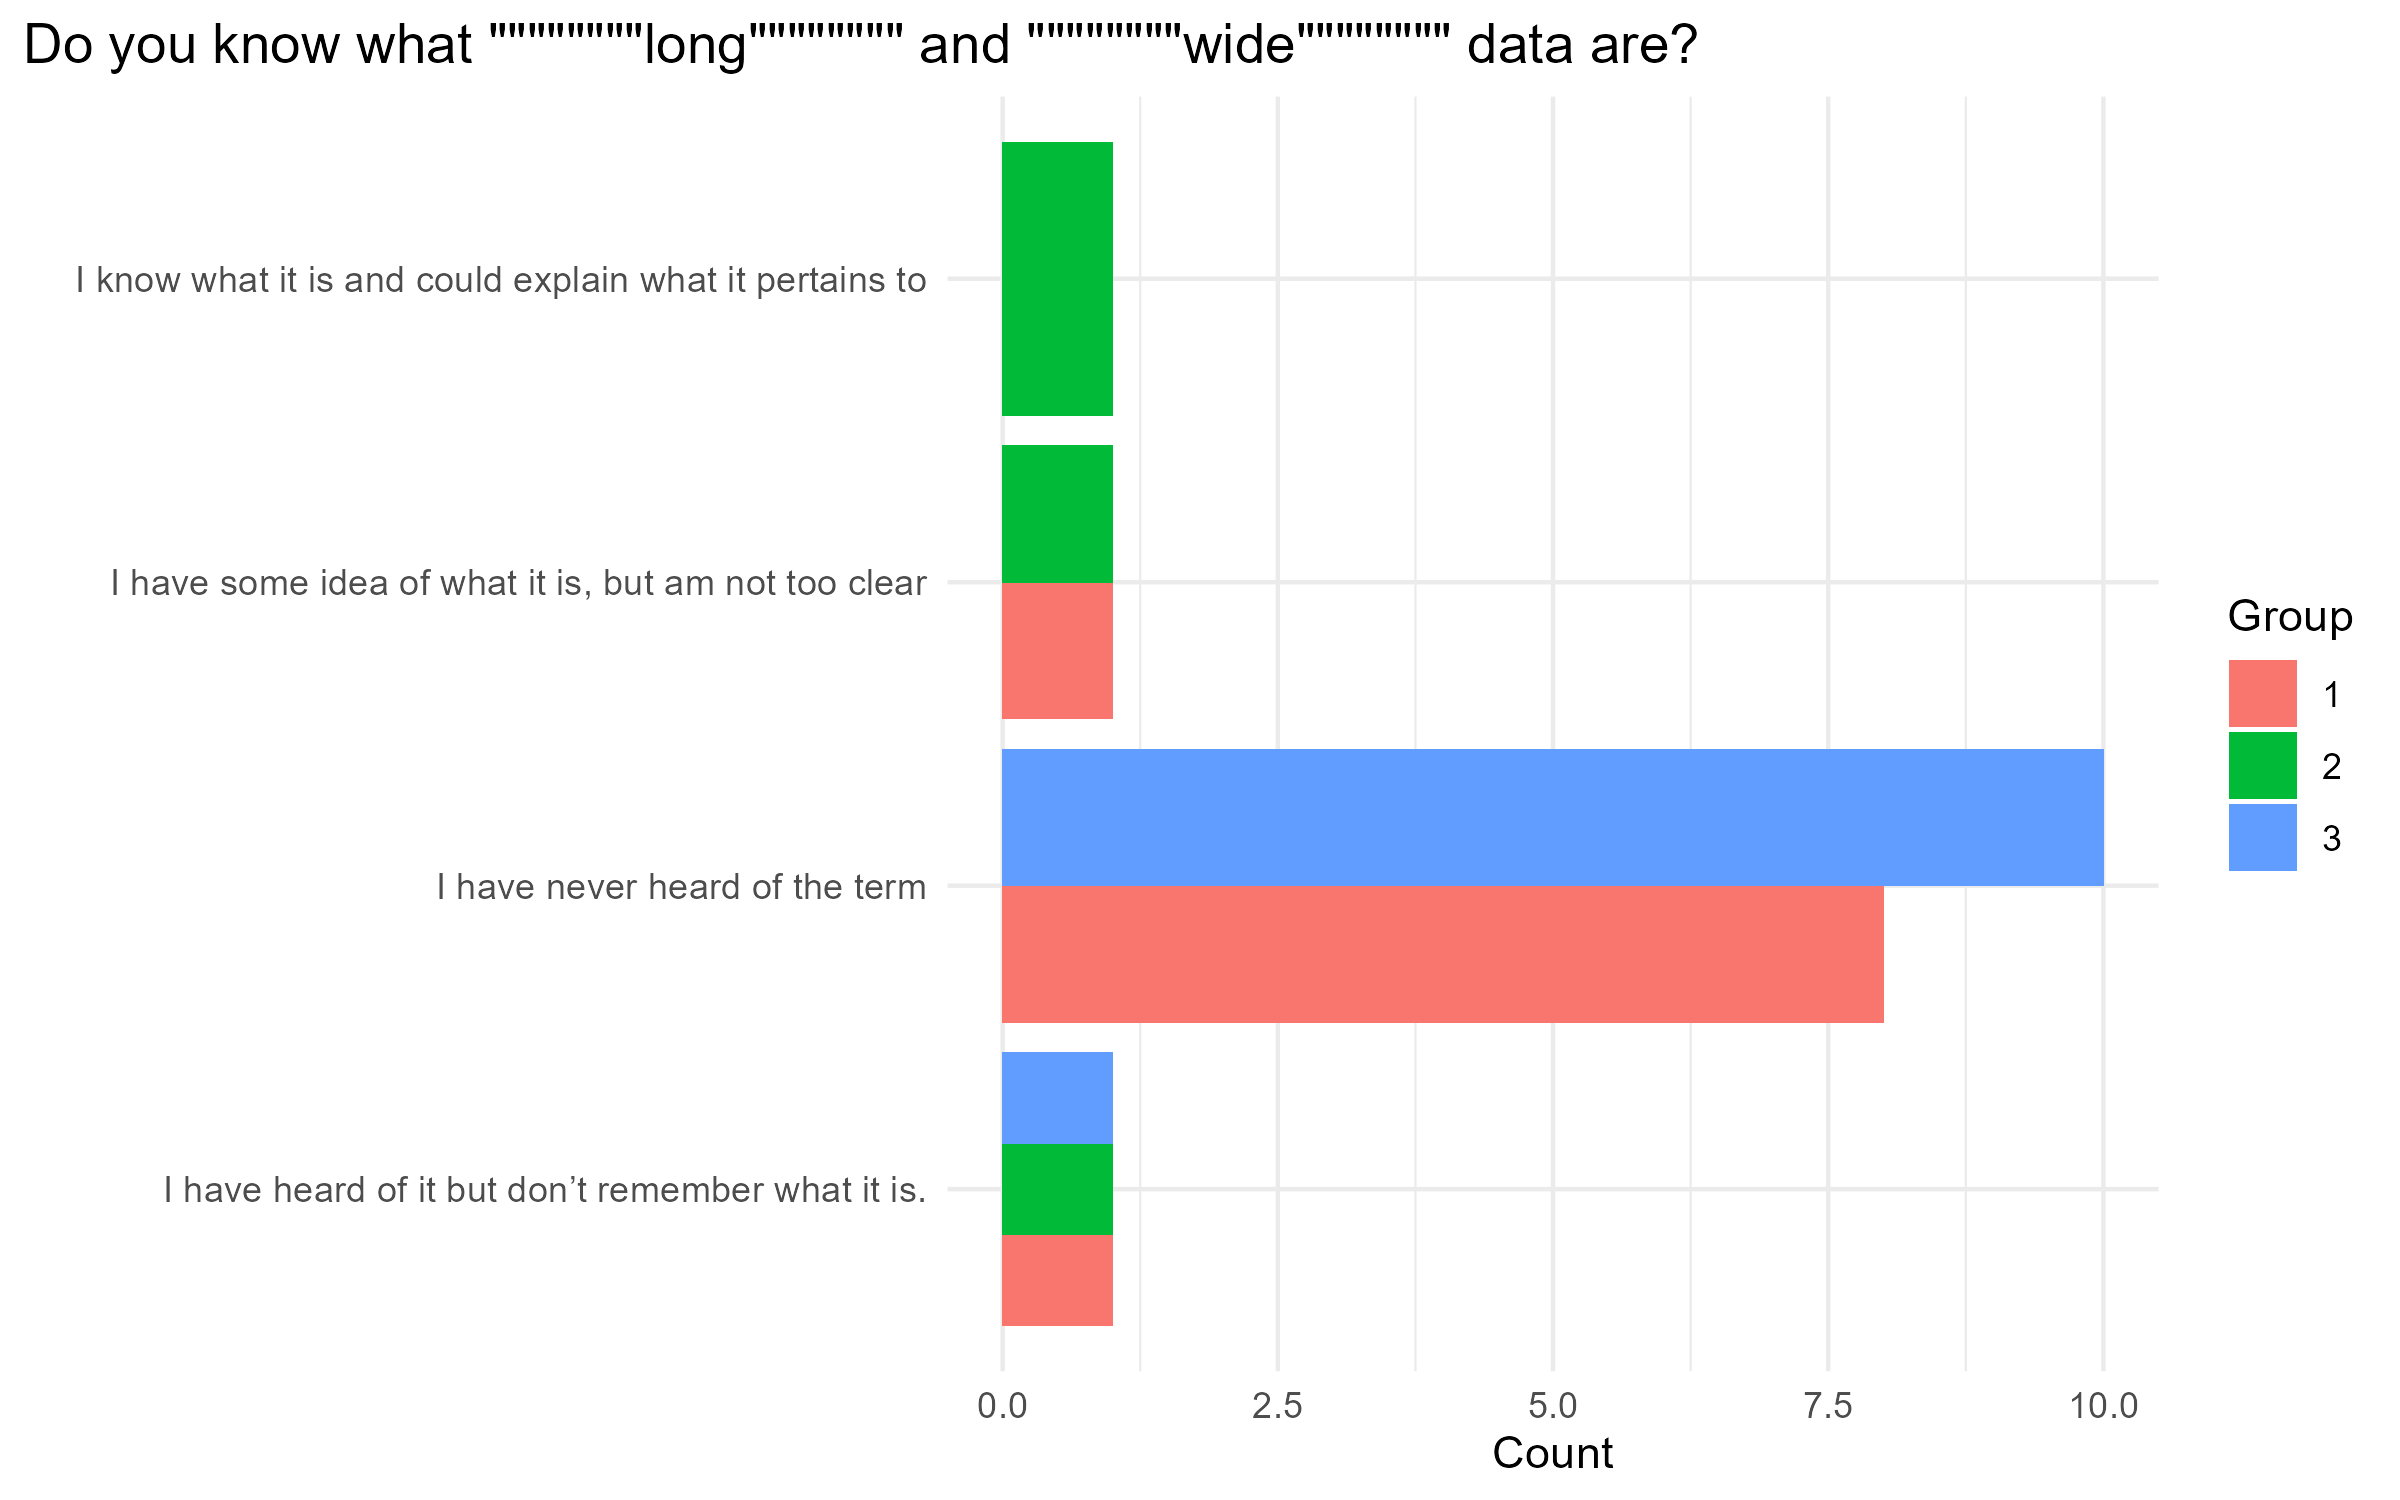 Do you know what """"""""long"""""""" and """"""""wide"""""""" data are?
I know what it is and could explain what it pertains to
I have some idea of what it is, but am not too clear
I have never heard of the term
I have heard of it but don’t remember what it is.
0.0 2.5 5.0 7.5 10.0
Count
Group
1
2
3